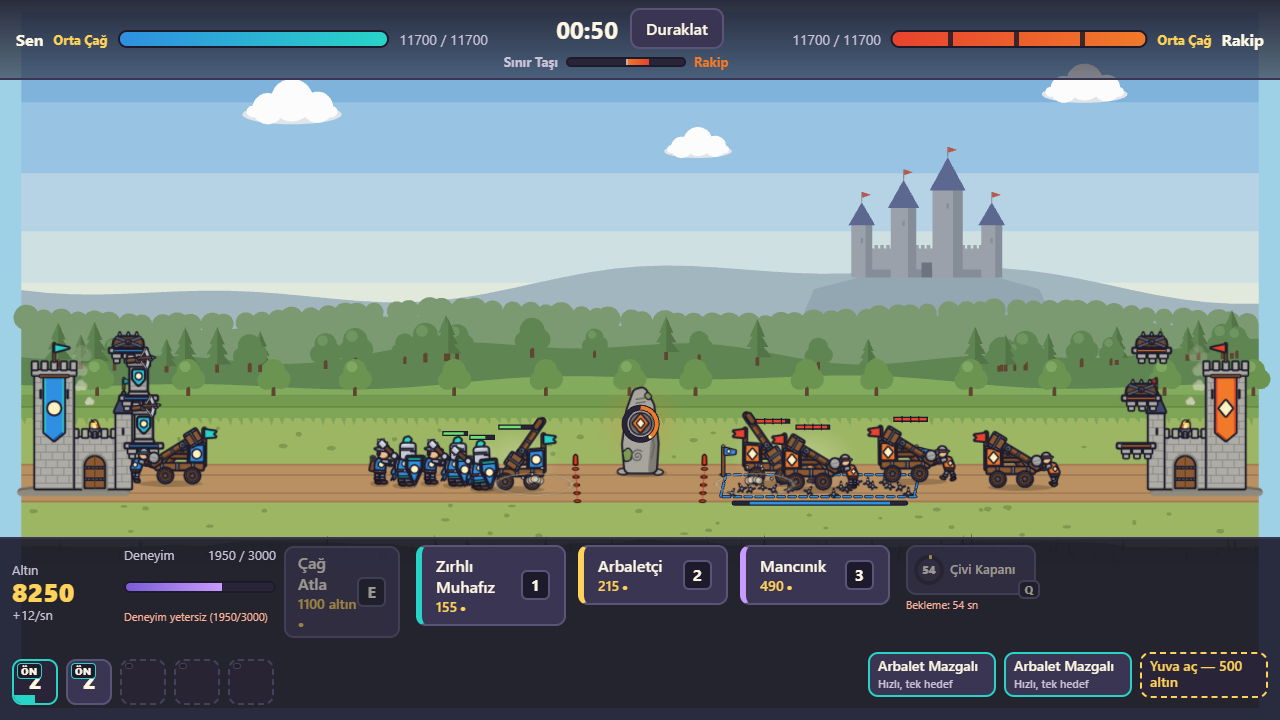 Sen Orta Çağ 11700 / 11700 00:50 Duraklat 11700 / 11700 Orta Çağ Rakip
Sınır Taşı Rakip
Altın
8250
+12/sn
Deneyim 1950 / 3000
Deneyim yetersiz (1950/3000)
Çağ
Atla
1100 altın
E
Zırhlı
Muhafız
155
1
Arbaletçi
215
2
Mancınık
490
3
54 Çivi Kapanı
Q
Bekleme: 54 sn
ÖN
2
ÖN
2
Arbalet Mazgalı
Hızlı, tek hedef
Arbalet Mazgalı
Hızlı, tek hedef
Yuva aç — 500
altın